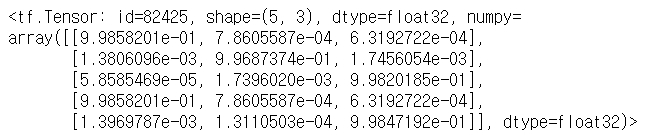 <tf.Tensor: id=82425, shape=(5, 3), dtype=float32, numpy=
array([[9.9858201e-01, 7.8605587e-04, 6.3192722e-04],
       [1.3806096e-03, 9.9687374e-01, 1.7456054e-03],
       [5.8585469e-05, 1.7396020e-03, 9.9820185e-01],
       [9.9858201e-01, 7.8605587e-04, 6.3192722e-04],
       [1.3969787e-03, 1.3110503e-04, 9.9847192e-01]], dtype=float32)>